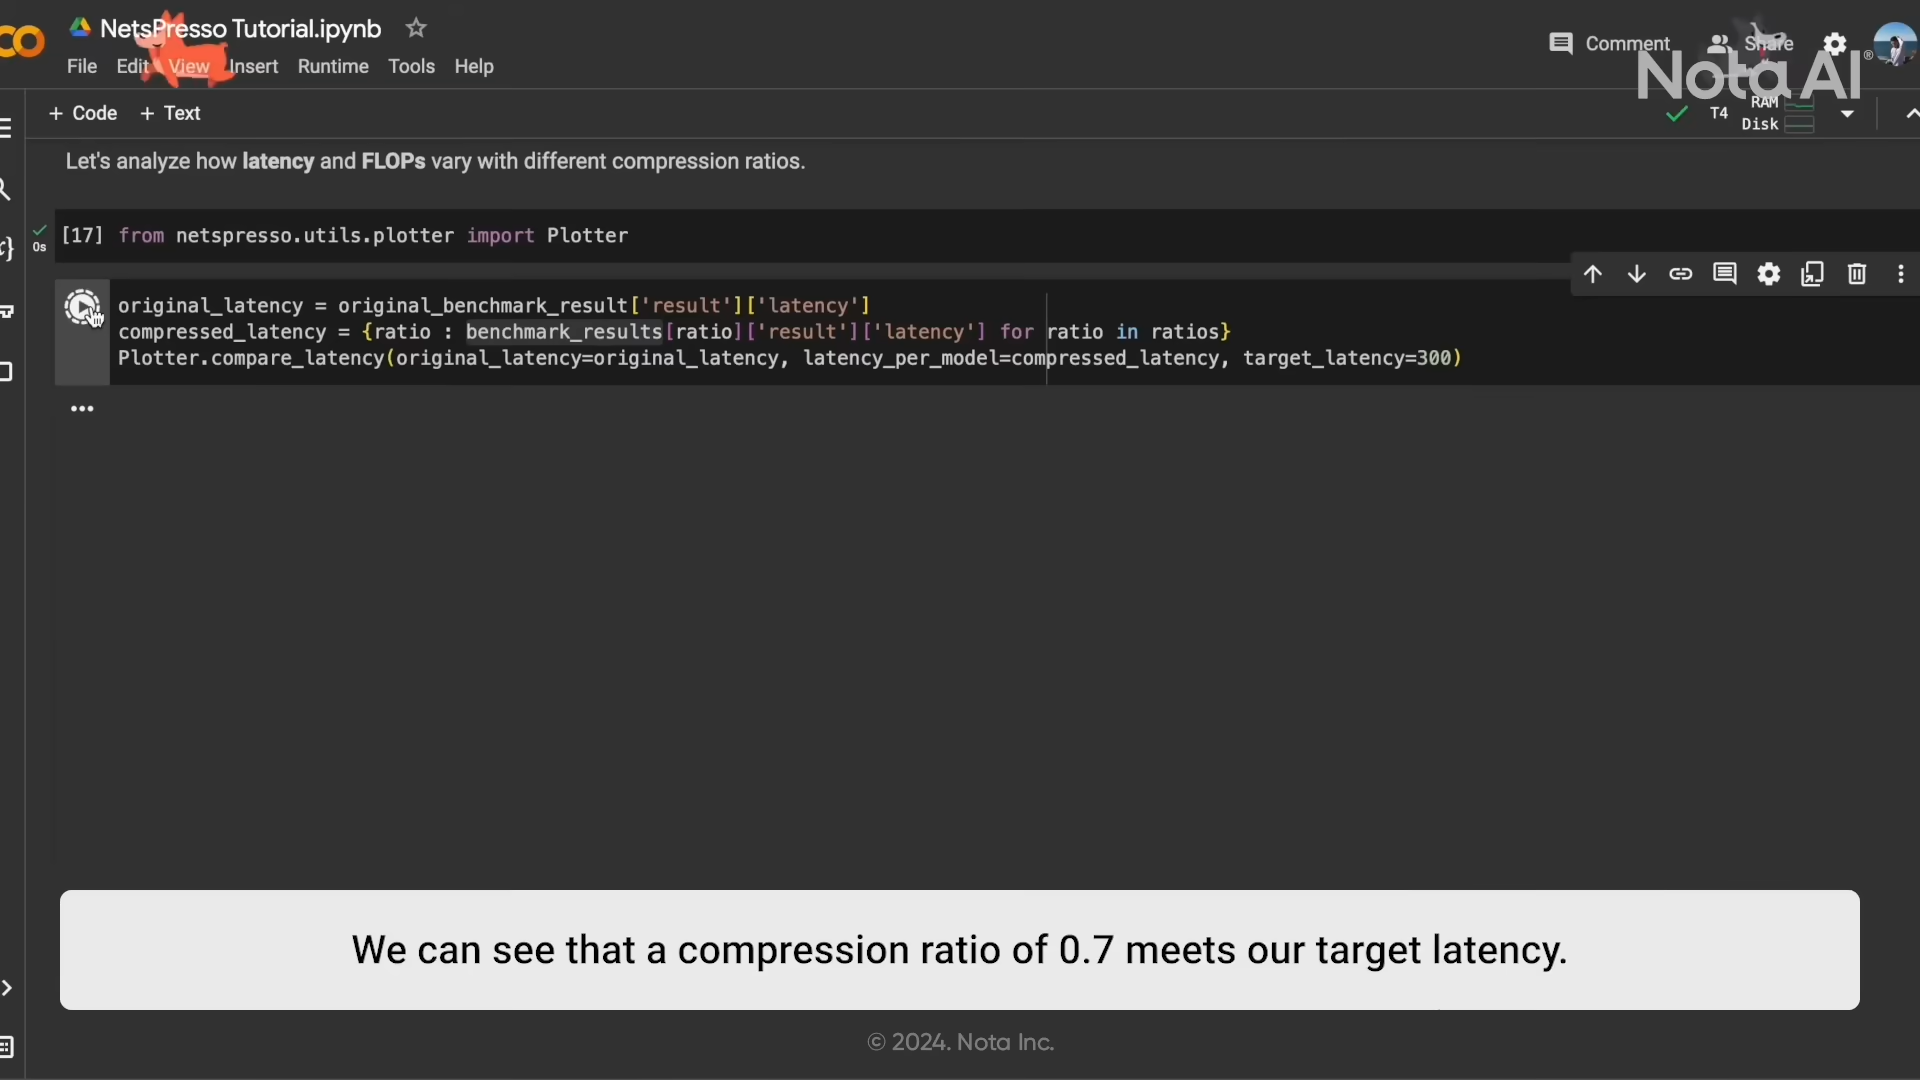 NetsPresso Tutorial.ipynb
File Edit View Insert Runtime Tools Help
Comment
Share
Nota AI®
+ Code + Text
T4
RAM
Disk
Let's analyze how latency and FLOPs vary with different compression ratios.
0s
[17] from netspresso.utils.plotter import Plotter
original_latency = original_benchmark_result['result']['latency']
compressed_latency = {ratio : benchmark_results[ratio]['result']['latency'] for ratio in ratios}
Plotter.compare_latency(original_latency=original_latency, latency_per_model=compressed_latency, target_latency=300)
We can see that a compression ratio of 0.7 meets our target latency.
© 2024. Nota Inc.